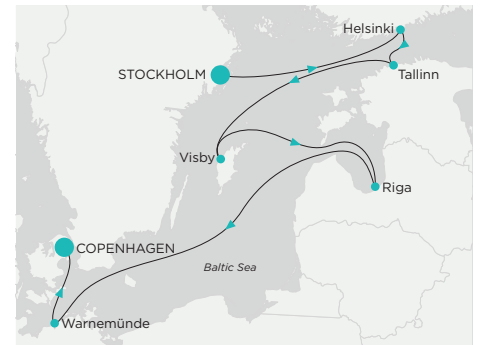 Helsinki
STOCKHOLM
Tallinn
Visby
Riga
COPENHAGEN
Baltic Sea
Warnemünde